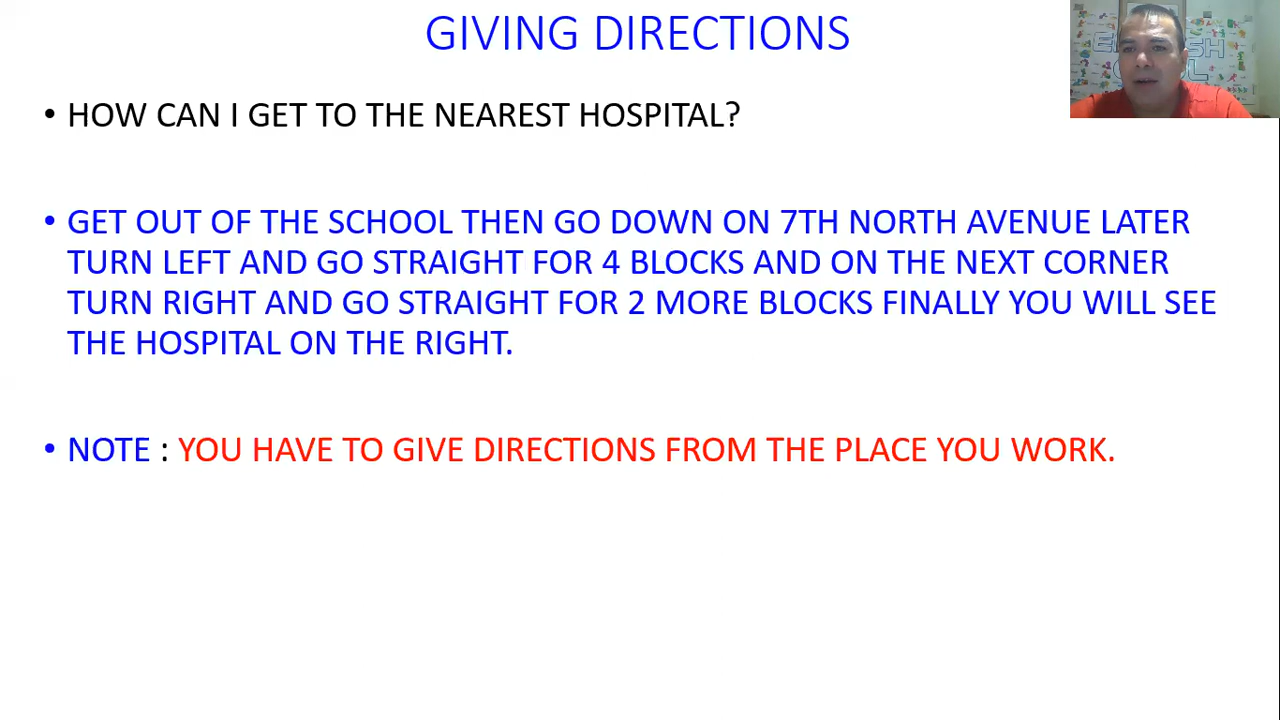 GIVING DIRECTIONS
• HOW CAN I GET TO THE NEAREST HOSPITAL?
• GET OUT OF THE SCHOOL THEN GO DOWN ON 7TH NORTH AVENUE LATER
TURN LEFT AND GO STRAIGHT FOR 4 BLOCKS AND ON THE NEXT CORNER
TURN RIGHT AND GO STRAIGHT FOR 2 MORE BLOCKS FINALLY YOU WILL SEE
THE HOSPITAL ON THE RIGHT.
• NOTE : YOU HAVE TO GIVE DIRECTIONS FROM THE PLACE YOU WORK.